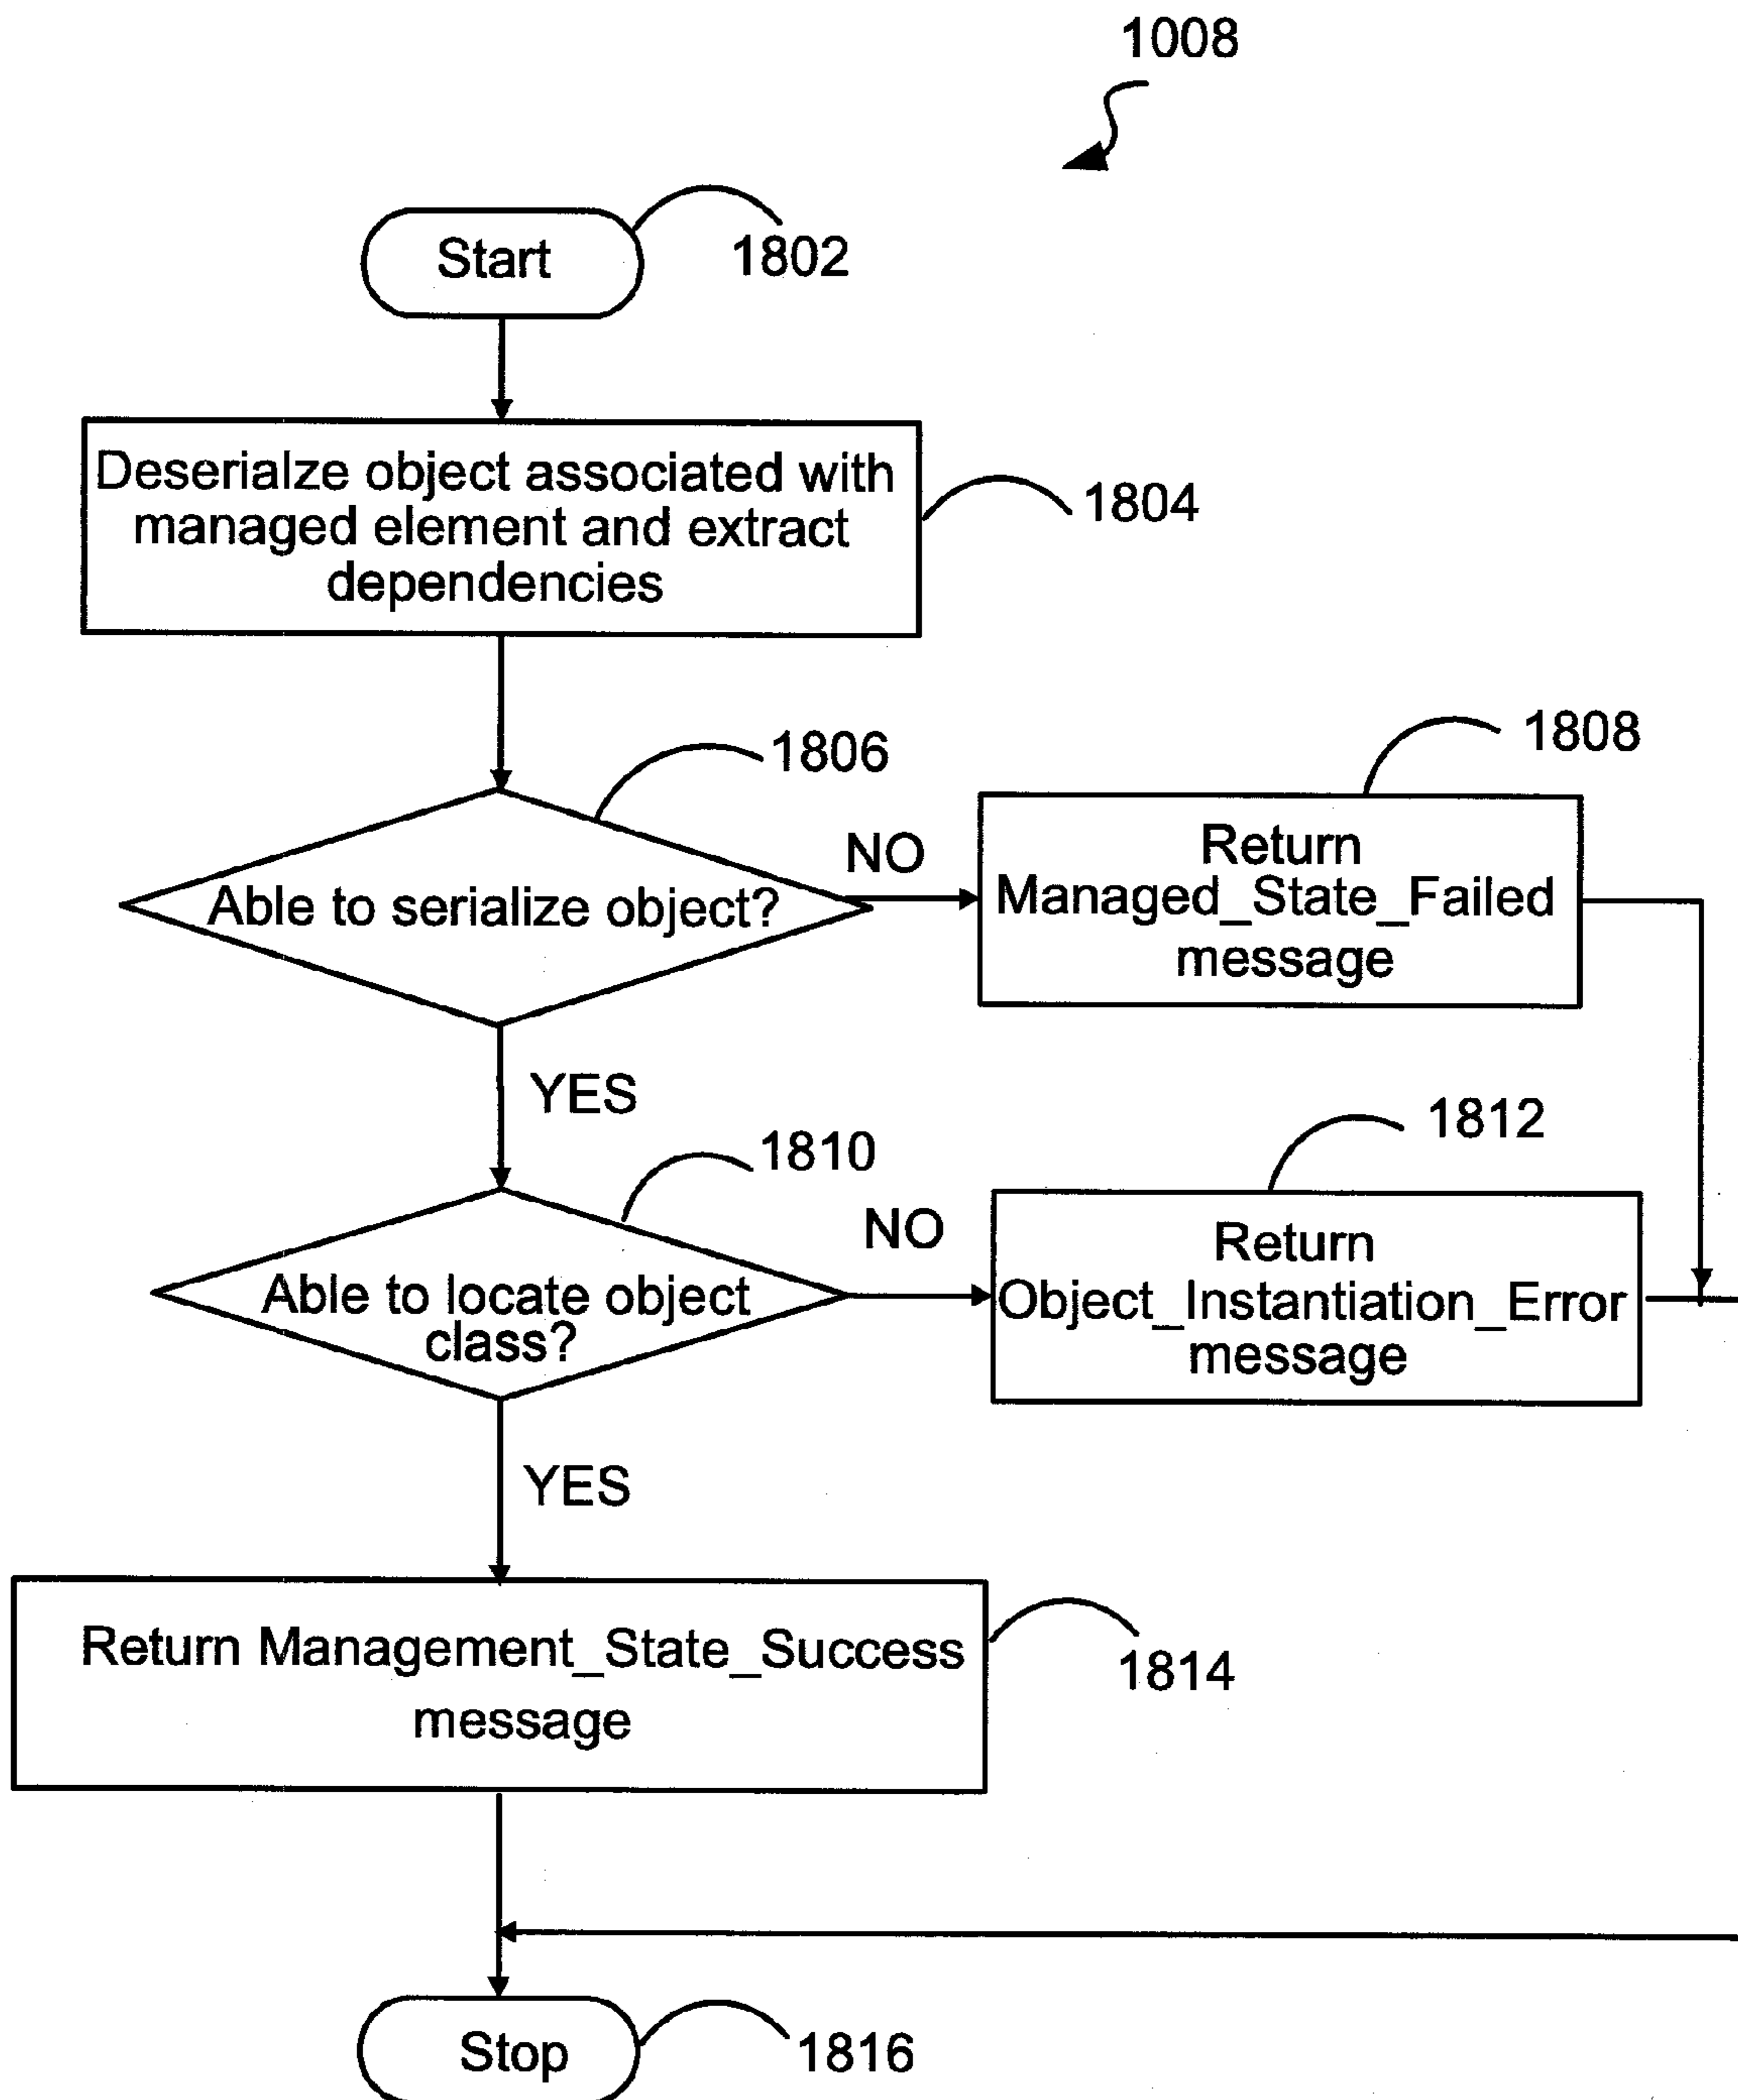 1008
Start
1802
Deserialze object associated with
managed element and extract
dependencies
1804
1806
1808
Able to serialize object?
NO
Return
Managed_State_Failed
message
YES
1810
1812
Able to locate object
class?
NO
Return
Object_Instantiation_Error
message
YES
Return Management_State_Success
message
1814
Stop
1816